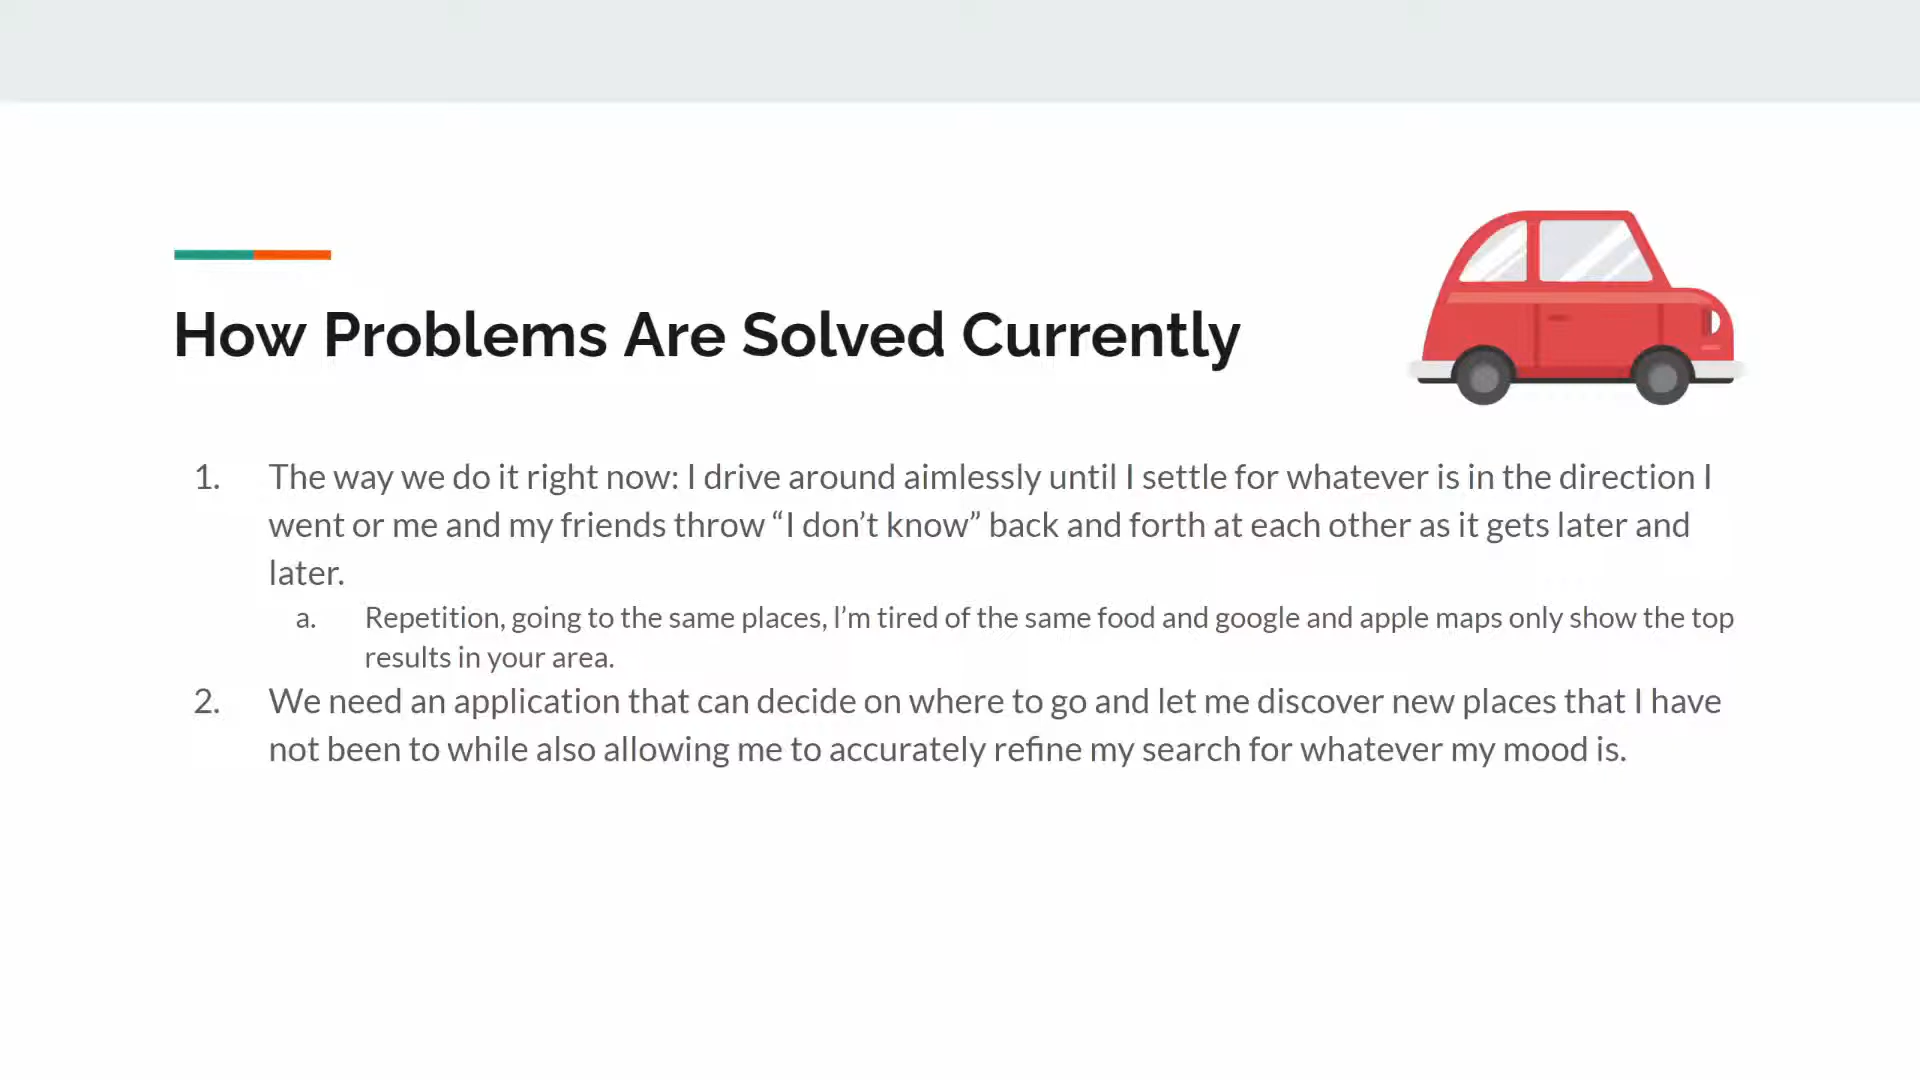 How Problems Are Solved Currently
1. The way we do it right now: I drive around aimlessly until I settle for whatever is in the direction I
went or me and my friends throw “I don’t know” back and forth at each other as it gets later and
later.
a. Repetition, going to the same places, I’m tired of the same food and google and apple maps only show the top
results in your area.
2. We need an application that can decide on where to go and let me discover new places that I have
not been to while also allowing me to accurately refine my search for whatever my mood is.